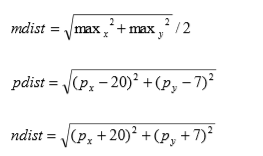 mdist = √(max_x² + max_y²) / 2
pdist = √((p_x − 20)² + (p_y − 7)²)
ndist = √((p_x + 20)² + (p_y + 7)²)